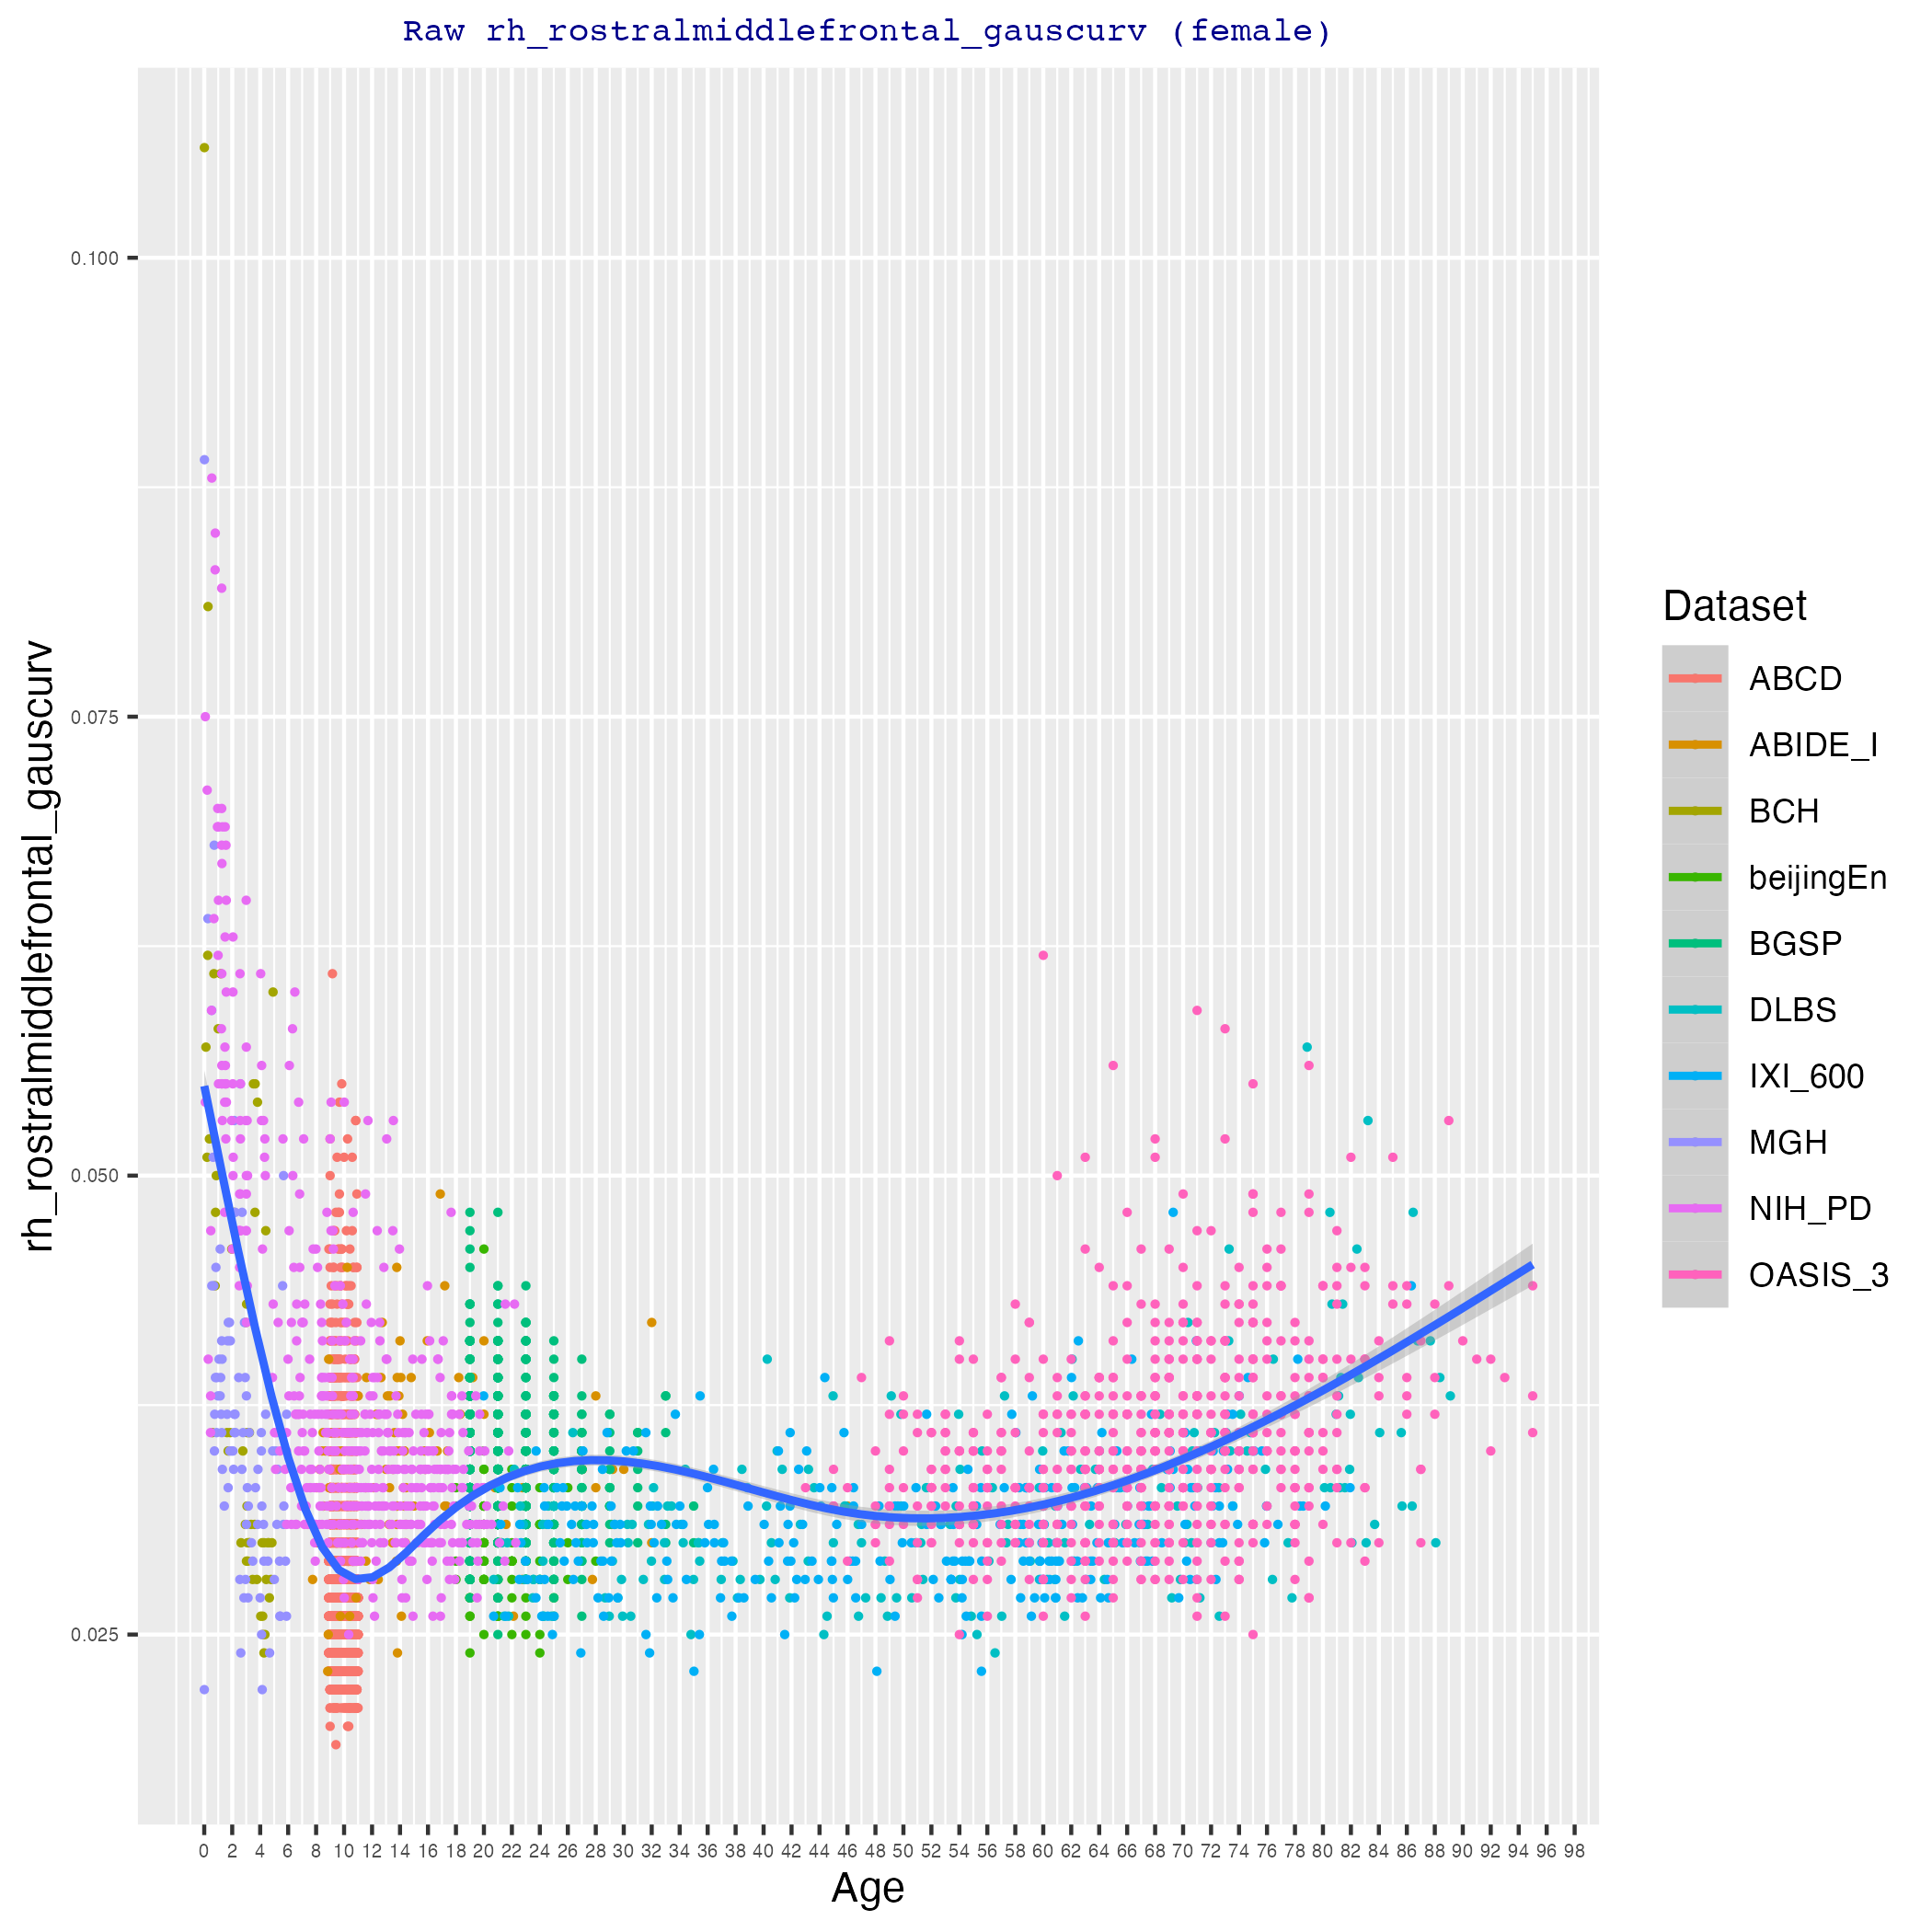 Raw rh_rostralmiddlefrontal_gauscurv (female)
rh_rostralmiddlefrontal_gauscurv
0.100
0.075
0.050
0.025
0 2 4 6 8 10 12 14 16 18 20 22 24 26 28 30 32 34 36 38 40 42 44 46 48 50 52 54 56 58 60 62 64 66 68 70 72 74 76 78 80 82 84 86 88 90 92 94 96 98
Age
Dataset
ABCD
ABIDE_I
BCH
beijingEn
BGSP
DLBS
IXI_600
MGH
NIH_PD
OASIS_3